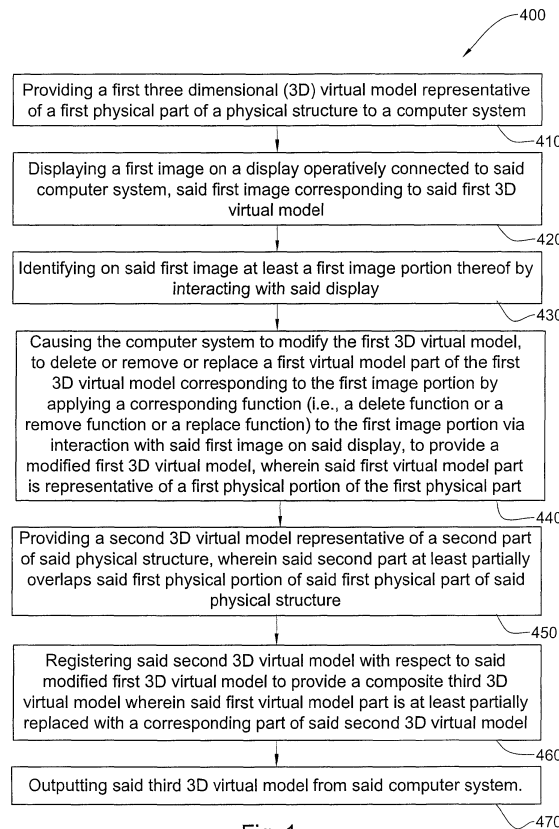 400
Providing a first three dimensional (3D) virtual model representative
of a first physical part of a physical structure to a computer system
410
Displaying a first image on a display operatively connected to said
computer system, said first image corresponding to said first 3D
virtual model
420
Identifying on said first image at least a first image portion thereof by
interacting with said display
430
Causing the computer system to modify the first 3D virtual model,
to delete or remove or replace a first virtual model part of the first
3D virtual model corresponding to the first image portion by
applying a corresponding function (i.e., a delete function or a
remove function or a replace function) to the first image portion via
interaction with said first image on said display, to provide a
modified first 3D virtual model, wherein said first virtual model part
is representative of a first physical portion of the first physical part
440
Providing a second 3D virtual model representative of a second part
of said physical structure, wherein said second part at least partially
overlaps said first physical portion of said first physical part of said
physical structure
450
Registering said second 3D virtual model with respect to said
modified first 3D virtual model to provide a composite third 3D
virtual model wherein said first virtual model part is at least partially
replaced with a corresponding part of said second 3D virtual model
460
Outputting said third 3D virtual model from said computer system.
470
Fig. 1